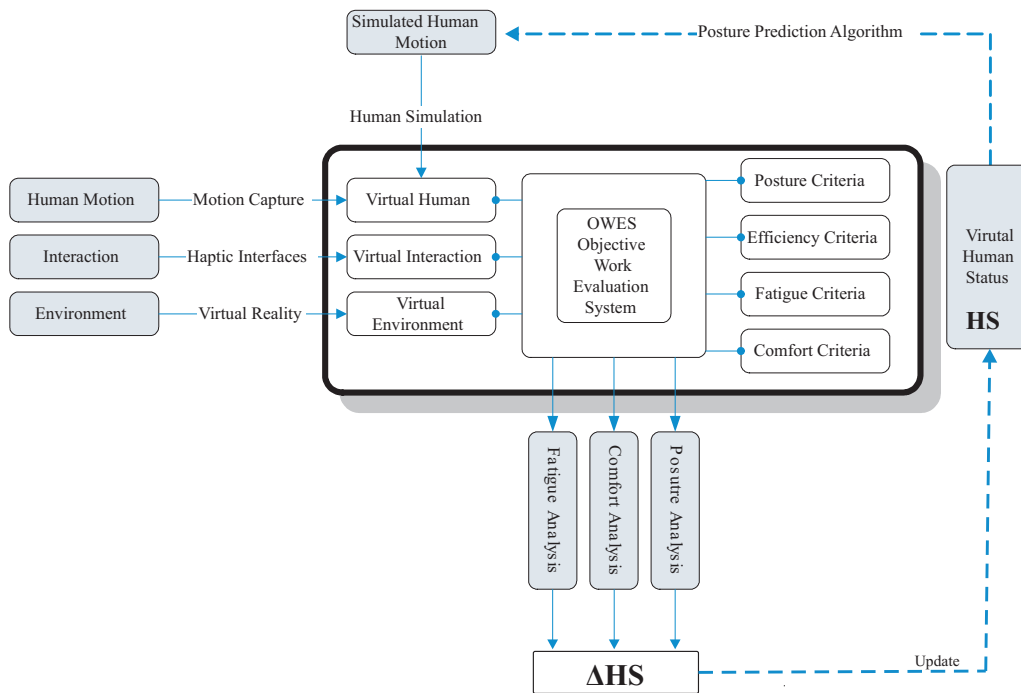 Simulated Human
Motion
Posture Prediction Algorithm
Human Simulation
Human Motion
Motion Capture
Virtual Human
Interaction
Haptic Interfaces
Virtual Interaction
Environment
Virtual Reality
Virtual
Environment
OWES
Objective
Work
Evaluation
System
Posture Criteria
Efficiency Criteria
Fatigue Criteria
Comfort Criteria
Virutal
Human
Status
HS
Fatigue Analysis
Comfort Analysis
Posutre Analysis
ΔHS
Update